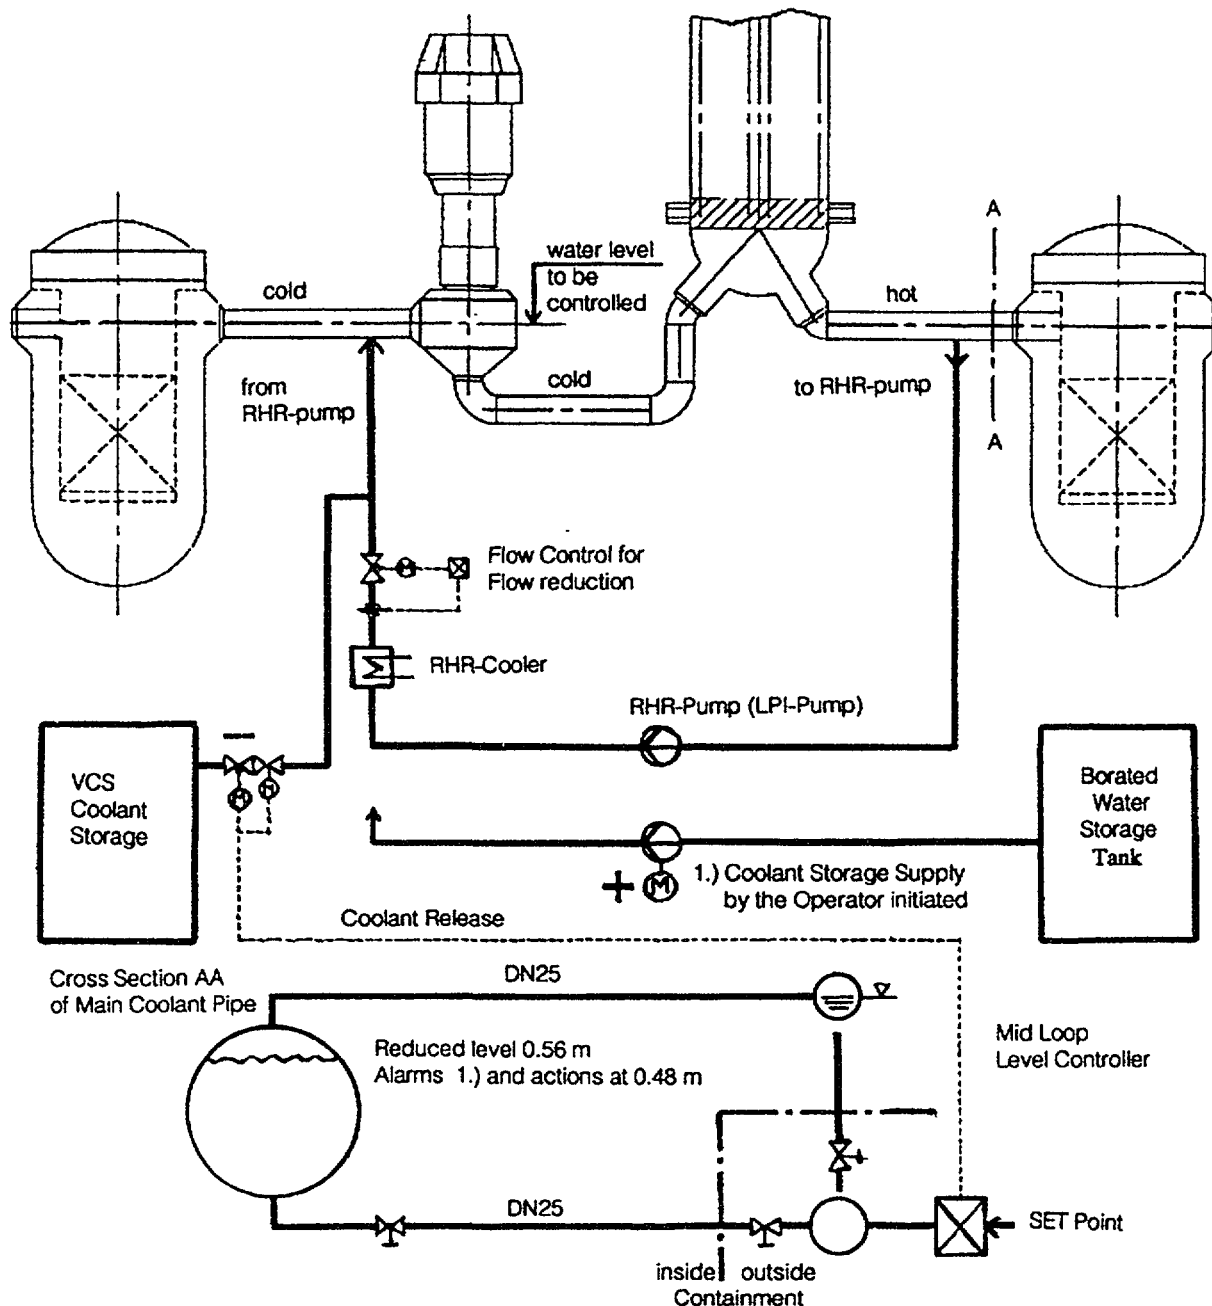 A
water level
to be
controlled
cold
hot
from
RHR-pump
cold
to RHR-pump
A
Flow Control for
Flow reduction
M
RHR-Cooler
RHR-Pump (LPI-Pump)
VCS
Coolant
Storage
M
M
Borated
Water
Storage
Tank
+
M
1.) Coolant Storage Supply
by the Operator initiated
Coolant Release
Cross Section AA
of Main Coolant Pipe
DN25
Reduced level 0.56 m
Alarms 1.) and actions at 0.48 m
Mid Loop
Level Controller
DN25
SET Point
inside outside
Containment